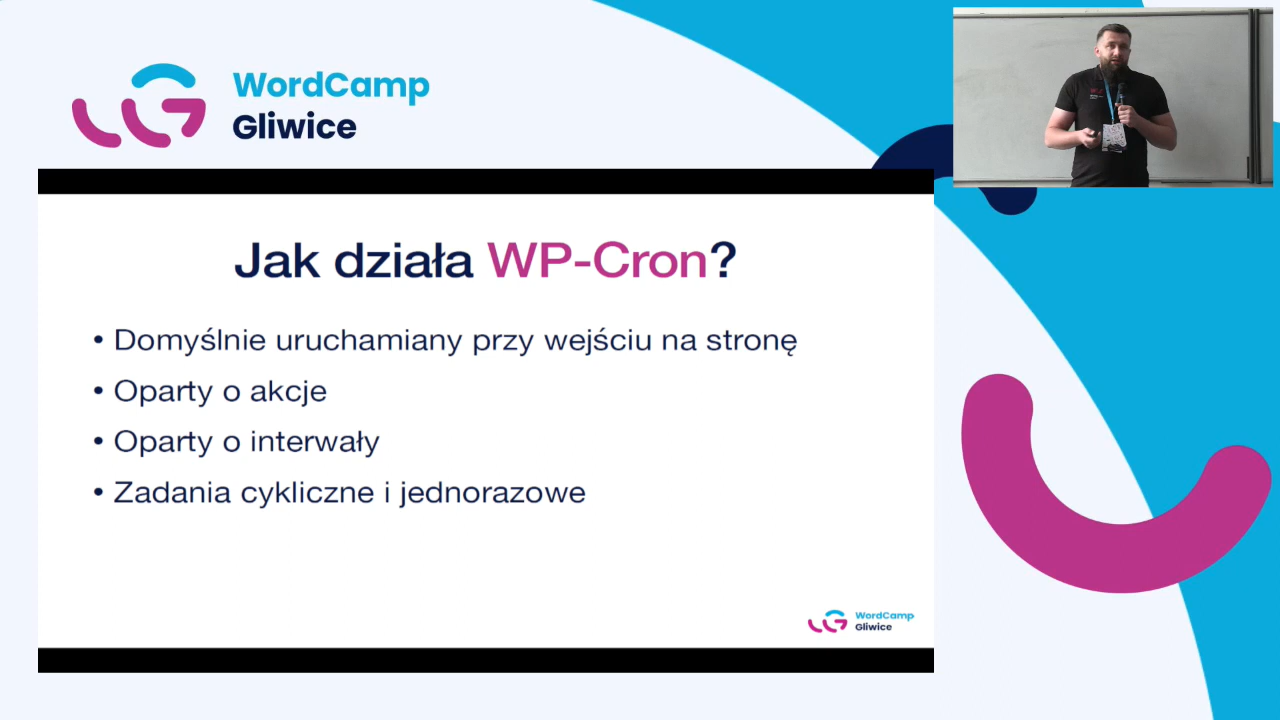 WordCamp
Gliwice
Jak działa WP-Cron?
• Domyślnie uruchamiany przy wejściu na stronę
• Oparty o akcje
• Oparty o interwały
• Zadania cykliczne i jednorazowe
WordCamp
Gliwice